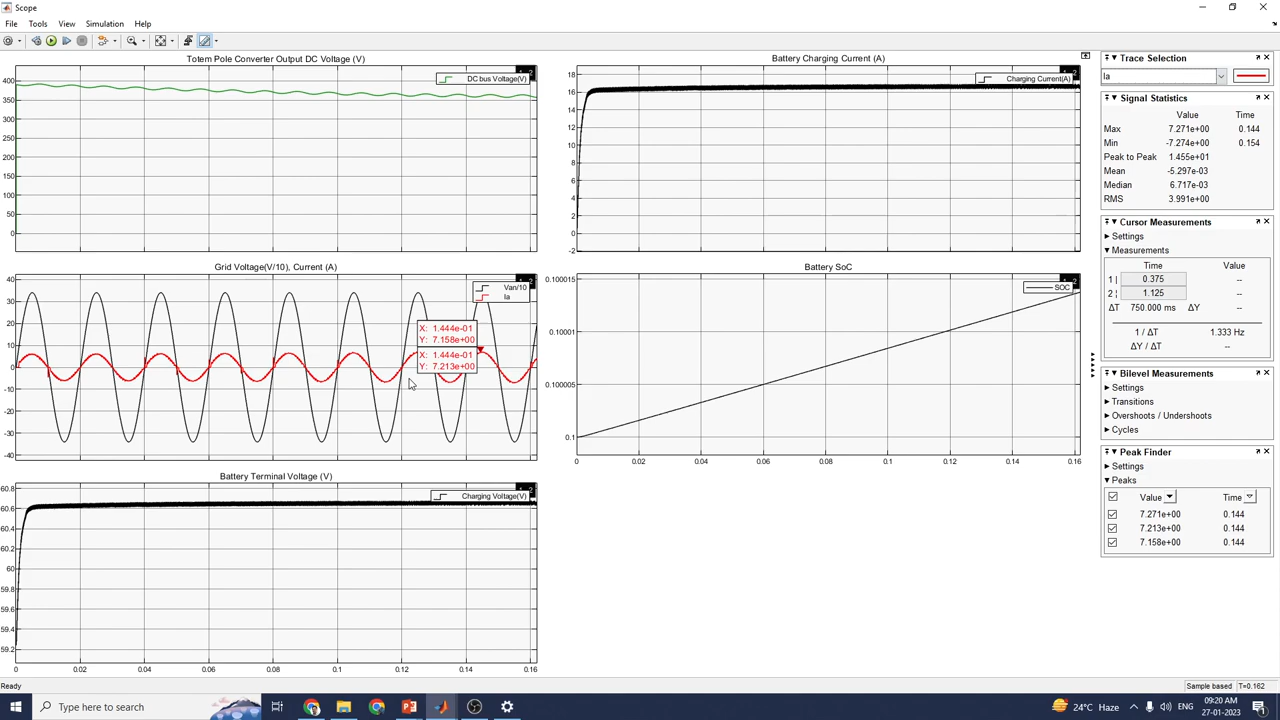 Scope
File Tools View Simulation Help
Totem Pole Converter Output DC Voltage (V)
DC bus Voltage(V)
400
350
300
250
200
150
100
50
0
Grid Voltage(V/10), Current (A)
Van/10
Ia
40
30
20
10
0
-10
-20
-30
-40
X: 1.444e-01
Y: 7.158e+00
X: 1.444e-01
Y: 7.213e+00
Battery Terminal Voltage (V)
Charging Voltage(V)
60.8
60.6
60.4
60.2
60
59.8
59.6
59.4
59.2
0 0.02 0.04 0.06 0.08 0.1 0.12 0.14 0.16
Battery Charging Current (A)
Charging Current(A)
18
16
14
12
10
8
6
4
2
0
-2
Battery SoC
SOC
0.100015
0.10001
0.100005
0.1
0 0.02 0.04 0.06 0.08 0.1 0.12 0.14 0.16
Trace Selection
Ia
Signal Statistics
Value Time
Max 7.271e+00 0.144
Min -7.274e+00 0.154
Peak to Peak 1.455e+01
Mean -5.297e-03
Median 6.717e-03
RMS 3.991e+00
Cursor Measurements
Settings
Measurements
Time Value
1 | 0.375 --
2 ¦ 1.125 --
ΔT 750.000 ms ΔY --
1 / ΔT 1.333 Hz
ΔY / ΔT --
Bilevel Measurements
Settings
Transitions
Overshoots / Undershoots
Cycles
Peak Finder
Settings
Peaks
Value Time
7.271e+00 0.144
7.213e+00 0.144
7.158e+00 0.144
Ready
Sample based T=0.162
Type here to search
24°C Haze
ENG
09:20 AM
27-01-2023
1